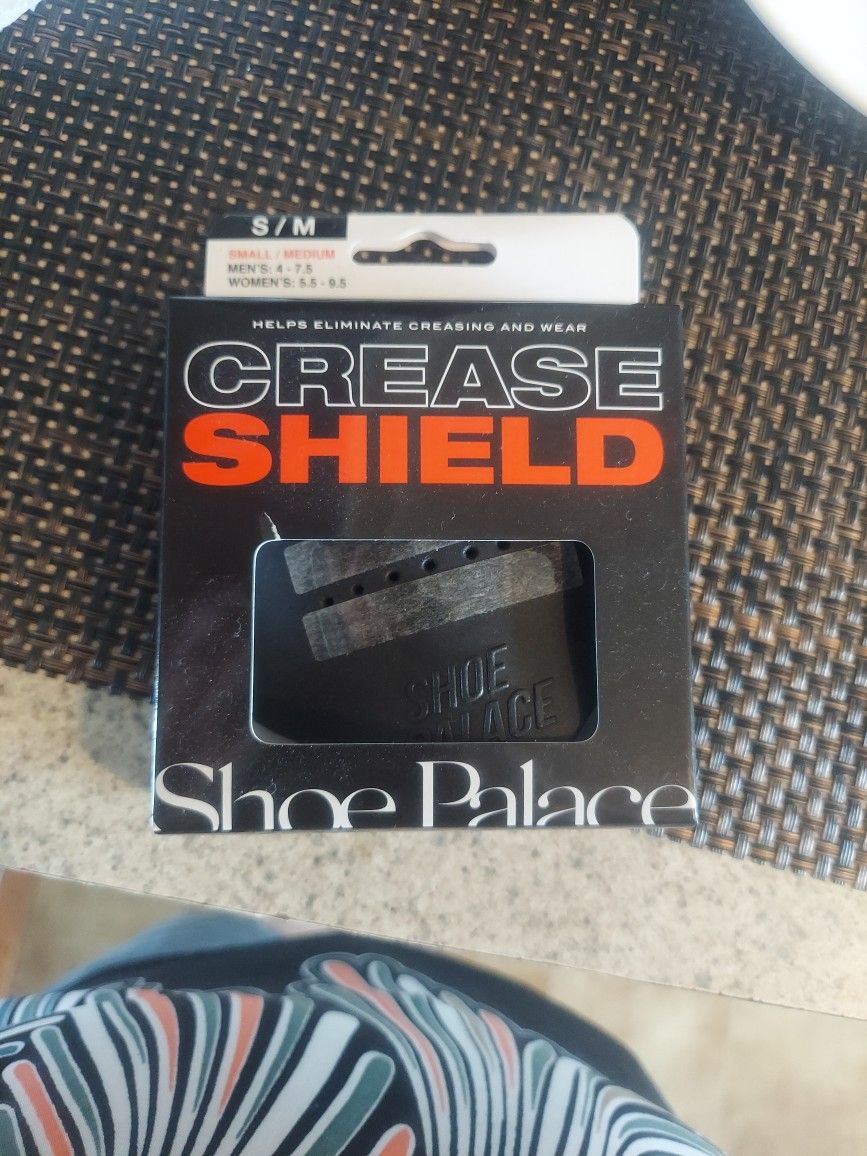 S / M
SMALL / MEDIUM
MEN'S: 4 - 7.5
WOMEN'S: 5.5 - 9.5
HELPS ELIMINATE CREASING AND WEAR
CREASE
SHIELD
SHOE
PALACE
Shoe Palace